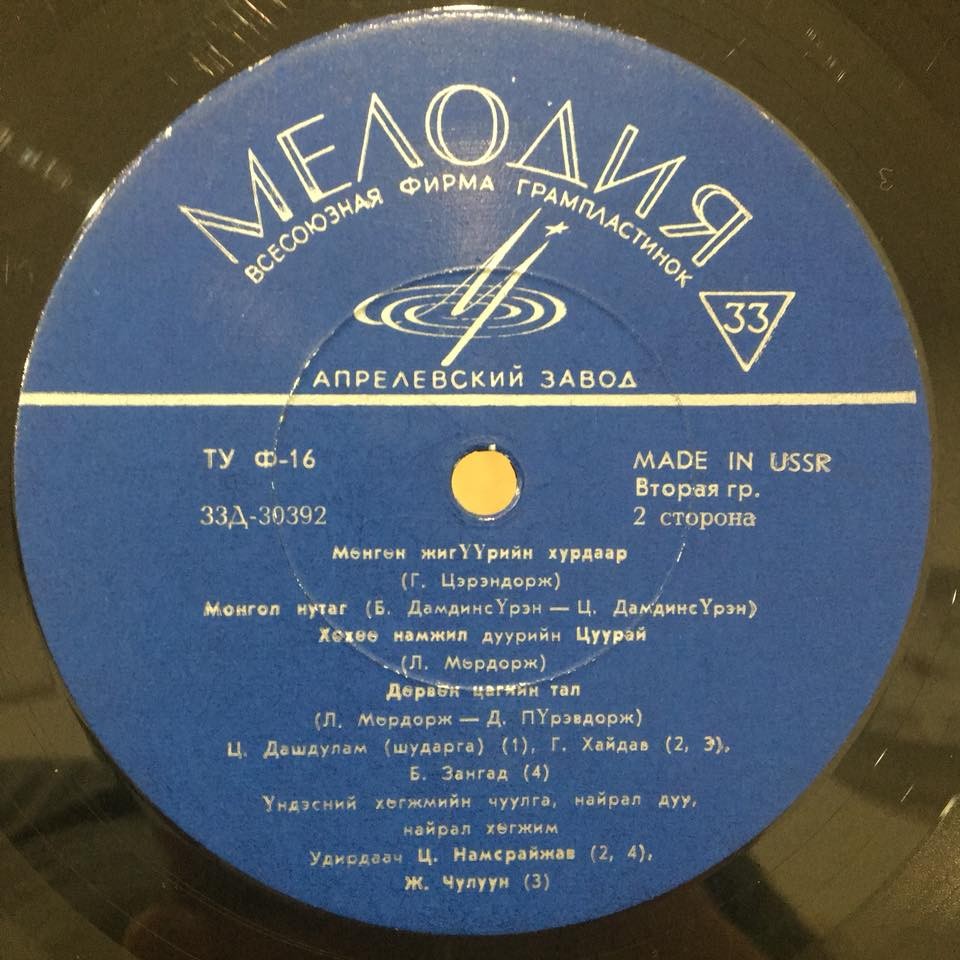 МЕЛОДИЯ
ВСЕСОЮЗНАЯ ФИРМА ГРАМПЛАСТИНОК
33
АПРЕЛЕВСКИЙ ЗАВОД
ТУ Ф-16
MADE IN USSR
Вторая гр.
33Д-30392
2 сторона
Мөнгөн жигҮҮрийн хурдаар
(Г. Цэрэндорж)
Монгол нутаг (Б. ДамдинсҮрэн — Ц. ДамдинсҮрэн)
Хөхөө намжил дуурийн Цуурай
(Л. Мөрдорж)
Дөрвөн цагийн тал
(Л. Мөрдорж — Д. ПҮрэвдорж)
Ц. Дашдулам (шударга) (1), Г. Хайдав (2, 3),
Б. Зангад (4)
Үндэсний хөгжмийн чуулга, найрал дуу,
найрал хөгжим
Удирдаач Ц. Намсрайжав (2, 4),
Ж. Чулуун (3)
3